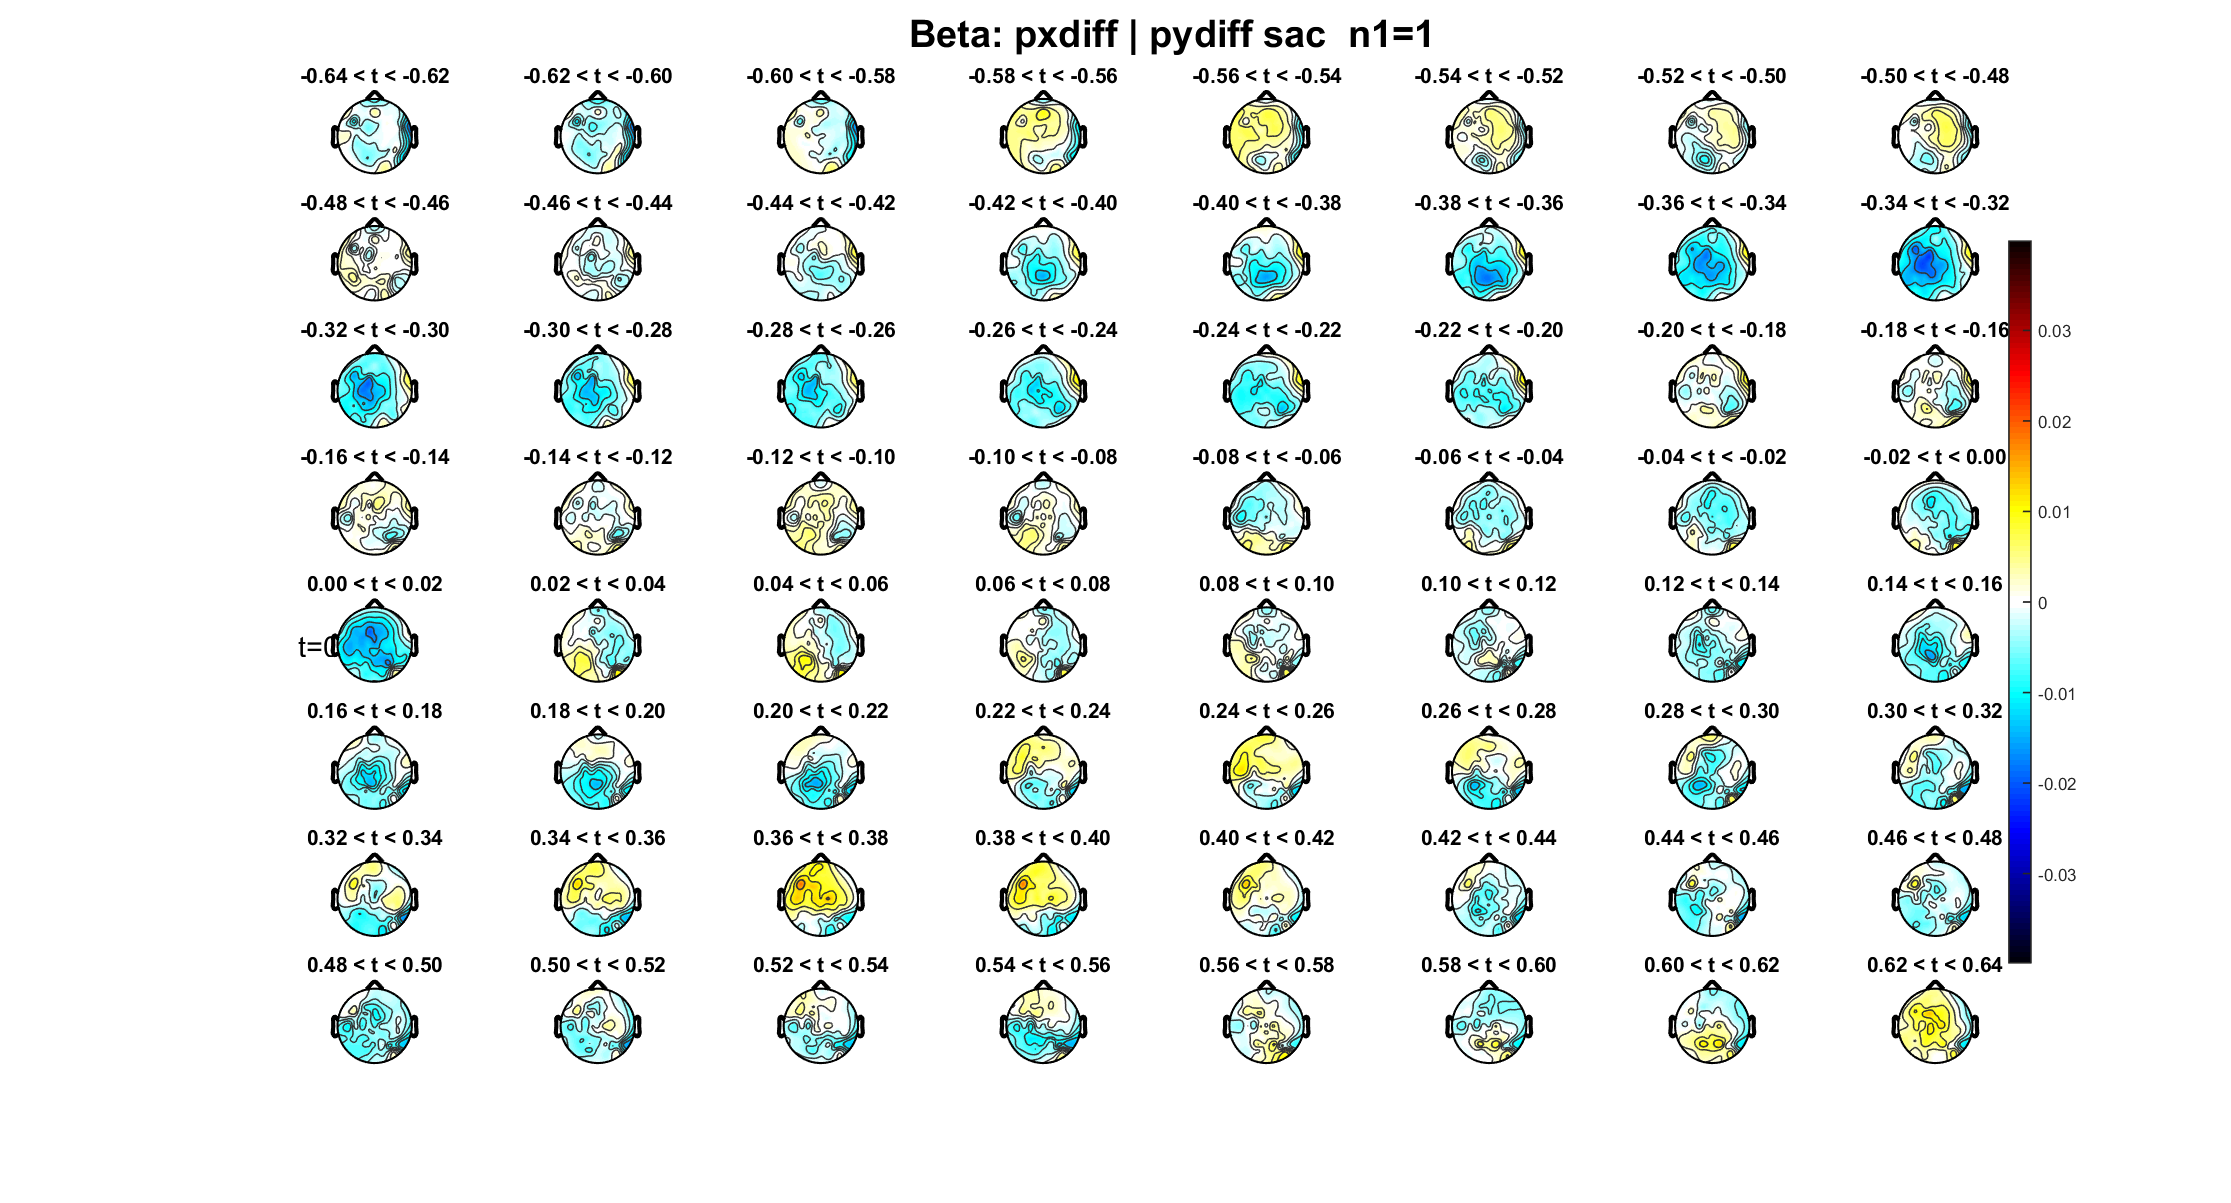 Beta: pxdiff | pydiff sac  n1=1
-0.64 < t < -0.62
-0.62 < t < -0.60
-0.60 < t < -0.58
-0.58 < t < -0.56
-0.56 < t < -0.54
-0.54 < t < -0.52
-0.52 < t < -0.50
-0.50 < t < -0.48
-0.48 < t < -0.46
-0.46 < t < -0.44
-0.44 < t < -0.42
-0.42 < t < -0.40
-0.40 < t < -0.38
-0.38 < t < -0.36
-0.36 < t < -0.34
-0.34 < t < -0.32
-0.32 < t < -0.30
-0.30 < t < -0.28
-0.28 < t < -0.26
-0.26 < t < -0.24
-0.24 < t < -0.22
-0.22 < t < -0.20
-0.20 < t < -0.18
-0.18 < t < -0.16
-0.16 < t < -0.14
-0.14 < t < -0.12
-0.12 < t < -0.10
-0.10 < t < -0.08
-0.08 < t < -0.06
-0.06 < t < -0.04
-0.04 < t < -0.02
-0.02 < t < 0.00
0.00 < t < 0.02
0.02 < t < 0.04
0.04 < t < 0.06
0.06 < t < 0.08
0.08 < t < 0.10
0.10 < t < 0.12
0.12 < t < 0.14
0.14 < t < 0.16
t=0
0.16 < t < 0.18
0.18 < t < 0.20
0.20 < t < 0.22
0.22 < t < 0.24
0.24 < t < 0.26
0.26 < t < 0.28
0.28 < t < 0.30
0.30 < t < 0.32
0.32 < t < 0.34
0.34 < t < 0.36
0.36 < t < 0.38
0.38 < t < 0.40
0.40 < t < 0.42
0.42 < t < 0.44
0.44 < t < 0.46
0.46 < t < 0.48
0.48 < t < 0.50
0.50 < t < 0.52
0.52 < t < 0.54
0.54 < t < 0.56
0.56 < t < 0.58
0.58 < t < 0.60
0.60 < t < 0.62
0.62 < t < 0.64
0.03
0.02
0.01
0
-0.01
-0.02
-0.03